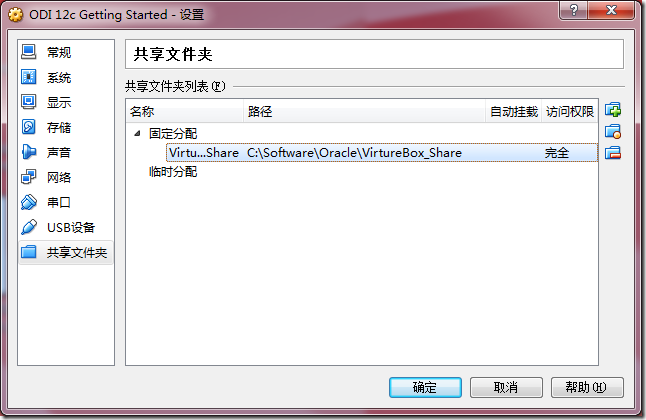 ODI 12c Getting Started - 设置
常规
系统
显示
存储
声音
网络
串口
USB设备
共享文件夹
共享文件夹
共享文件夹列表(F)
名称 路径 自动挂载 访问权限
固定分配
Virtu...Share C:\Software\Oracle\VirtureBox_Share 完全
临时分配
确定 取消 帮助(H)